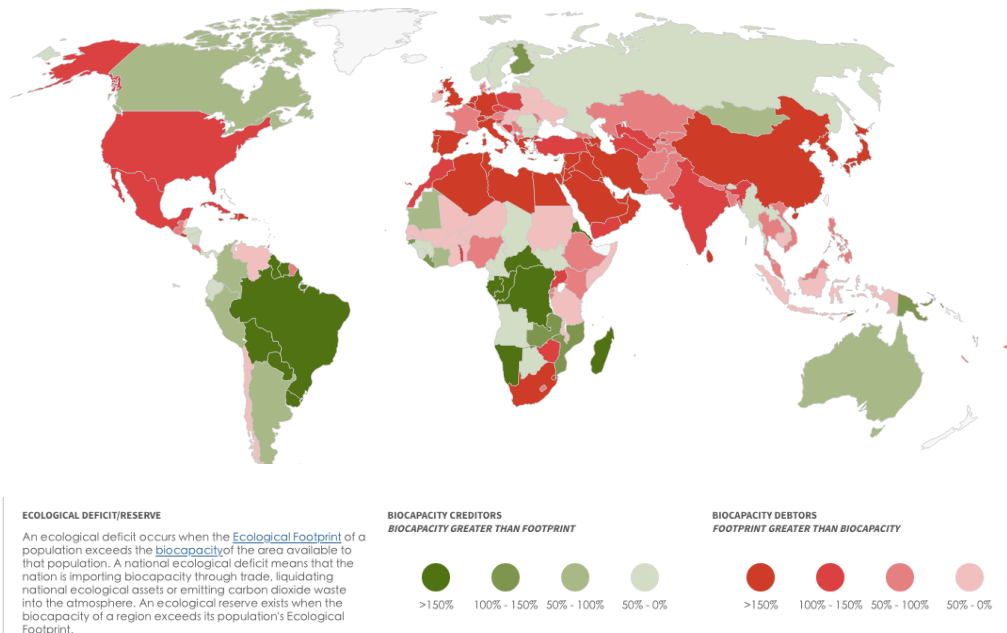 ECOLOGICAL DEFICIT/RESERVE
An ecological deficit occurs when the Ecological Footprint of a
population exceeds the biocapacityof the area available to
that population. A national ecological deficit means that the
nation is importing biocapacity through trade, liquidating
national ecological assets or emitting carbon dioxide waste
into the atmosphere. An ecological reserve exists when the
biocapacity of a region exceeds its population's Ecological
Footprint.
BIOCAPACITY CREDITORS
BIOCAPACITY GREATER THAN FOOTPRINT
>150% 100% - 150% 50% - 100% 50% - 0%
BIOCAPACITY DEBTORS
FOOTPRINT GREATER THAN BIOCAPACITY
>150% 100% - 150% 50% - 100% 50% - 0%